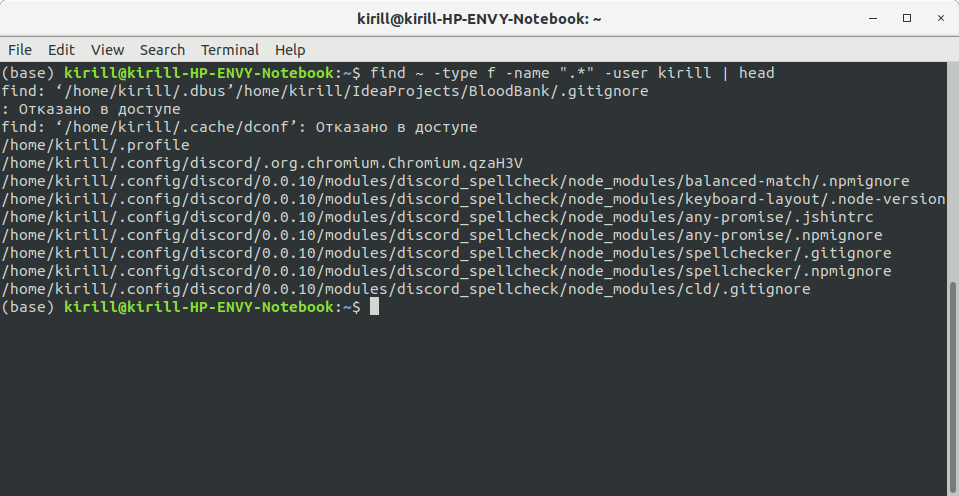 kirill@kirill-HP-ENVY-Notebook: ~
File Edit View Search Terminal Help
(base) kirill@kirill-HP-ENVY-Notebook:~$ find ~ -type f -name ".*" -user kirill | head
find: ‘/home/kirill/.dbus’/home/kirill/IdeaProjects/BloodBank/.gitignore
: Отказано в доступе
find: ‘/home/kirill/.cache/dconf’: Отказано в доступе
/home/kirill/.profile
/home/kirill/.config/discord/.org.chromium.Chromium.qzaH3V
/home/kirill/.config/discord/0.0.10/modules/discord_spellcheck/node_modules/balanced-match/.npmignore
/home/kirill/.config/discord/0.0.10/modules/discord_spellcheck/node_modules/keyboard-layout/.node-version
/home/kirill/.config/discord/0.0.10/modules/discord_spellcheck/node_modules/any-promise/.jshintrc
/home/kirill/.config/discord/0.0.10/modules/discord_spellcheck/node_modules/any-promise/.npmignore
/home/kirill/.config/discord/0.0.10/modules/discord_spellcheck/node_modules/spellchecker/.gitignore
/home/kirill/.config/discord/0.0.10/modules/discord_spellcheck/node_modules/spellchecker/.npmignore
/home/kirill/.config/discord/0.0.10/modules/discord_spellcheck/node_modules/cld/.gitignore
(base) kirill@kirill-HP-ENVY-Notebook:~$